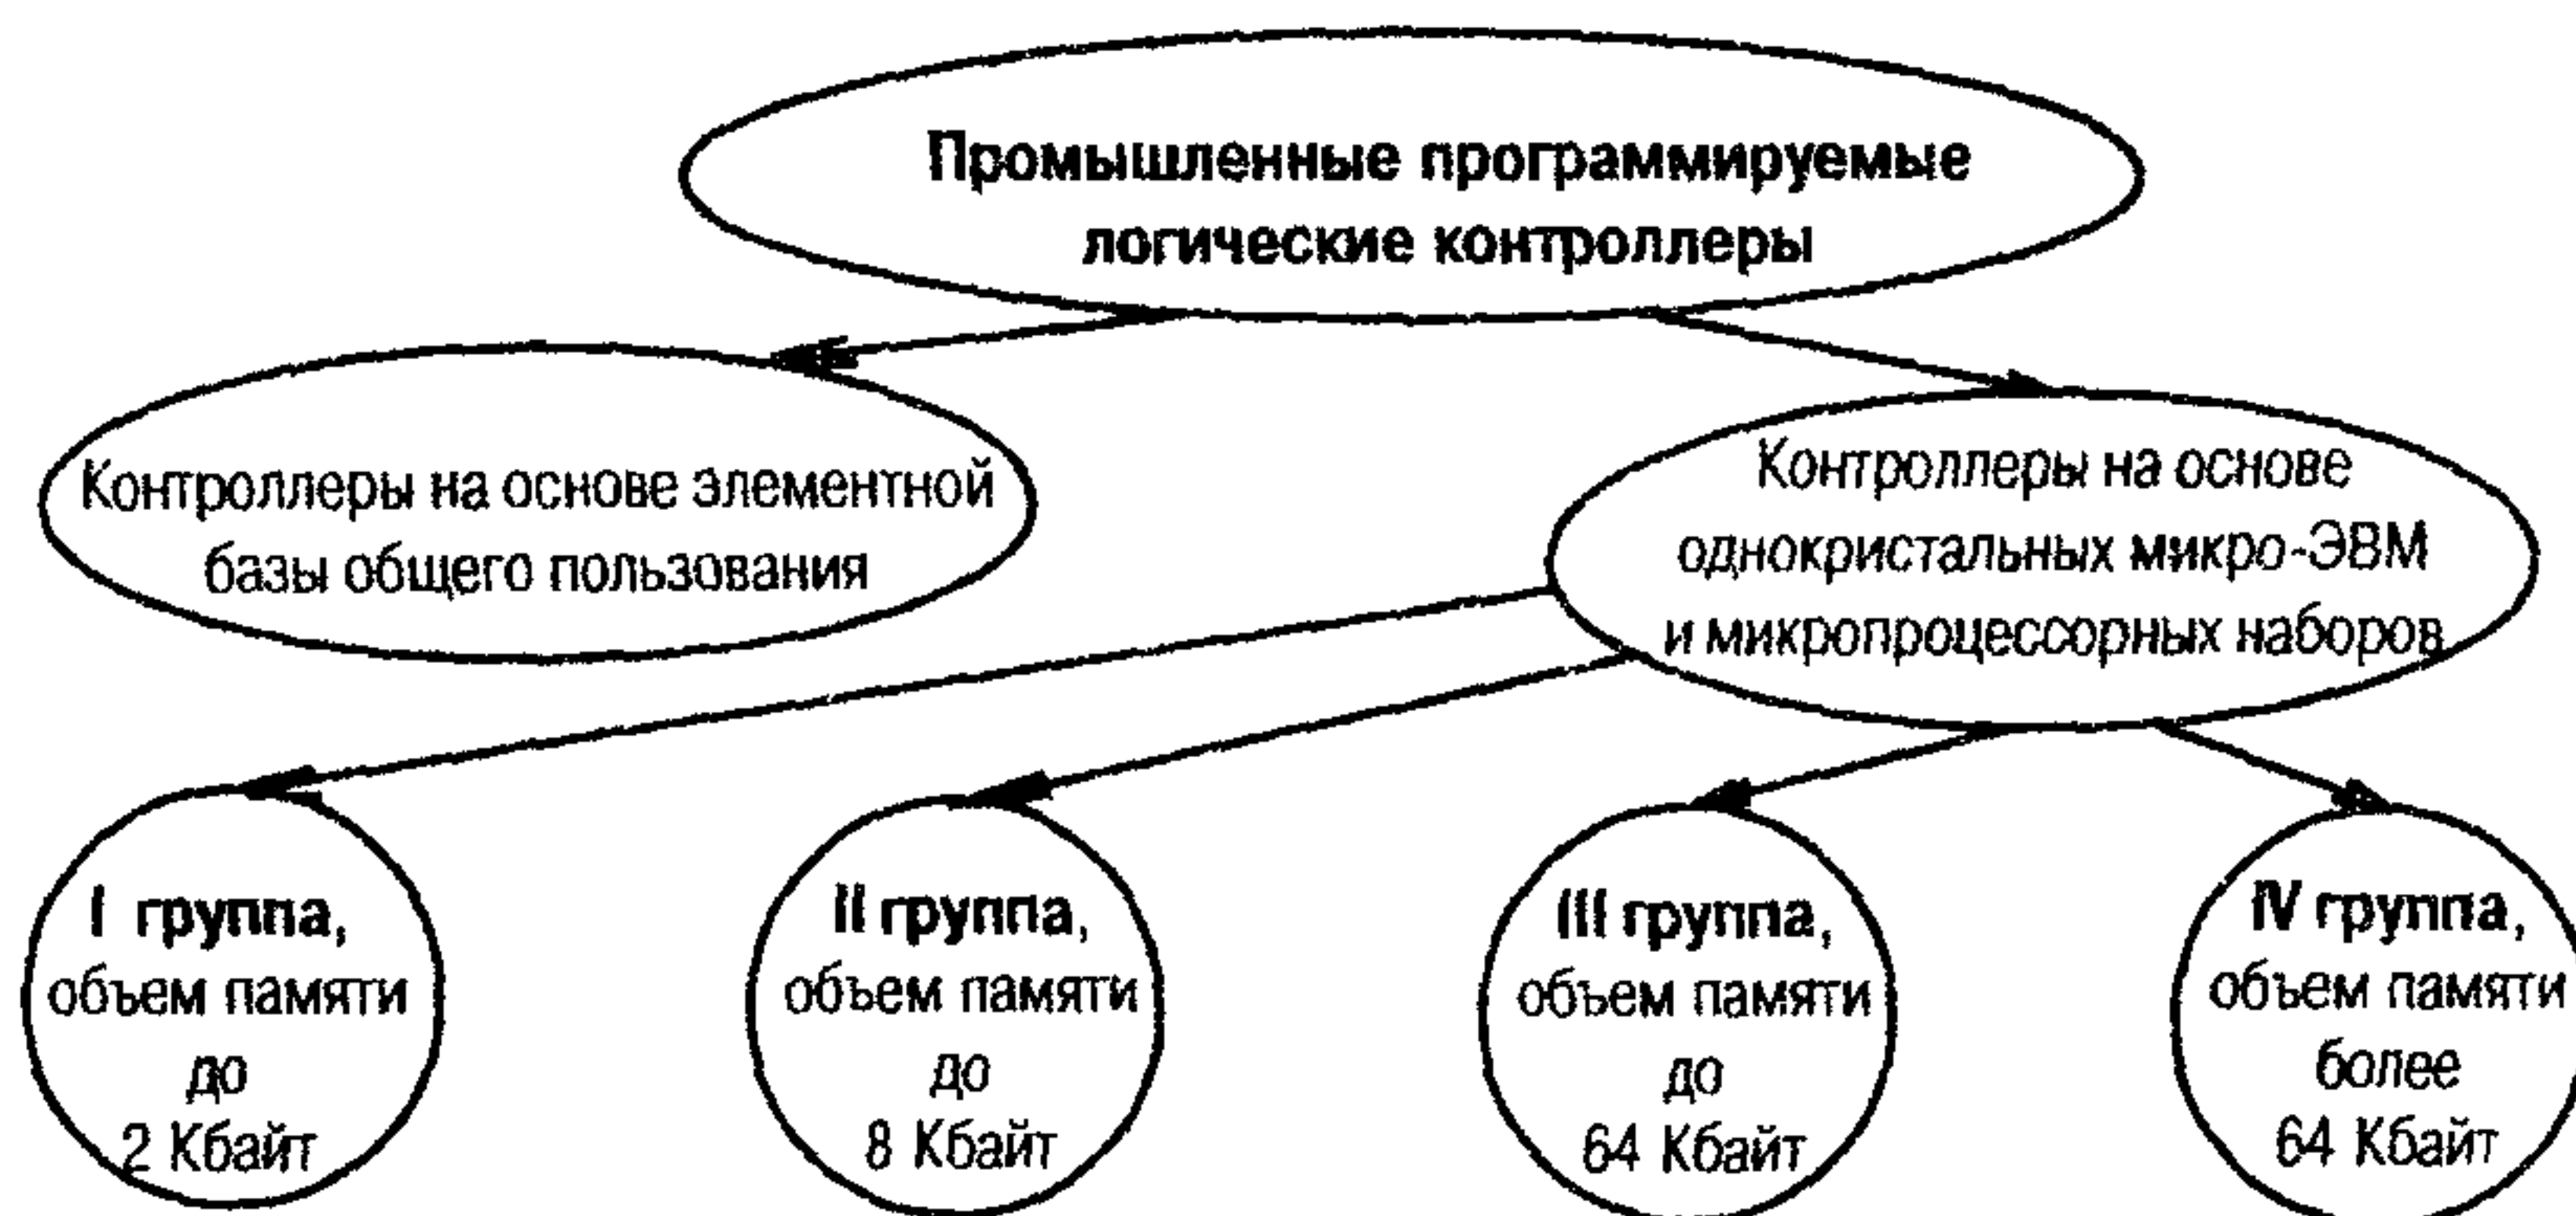 Промышленные программируемые
логические контроллеры
Контроллеры на основе элементной
базы общего пользования
Контроллеры на основе
однокристальных микро-ЭВМ
и микропроцессорных наборов
I группа,
объем памяти
до
2 Кбайт
II группа,
объем памяти
до
8 Кбайт
III группа,
объем памяти
до
64 Кбайт
IV группа,
объем памяти
более
64 Кбайт